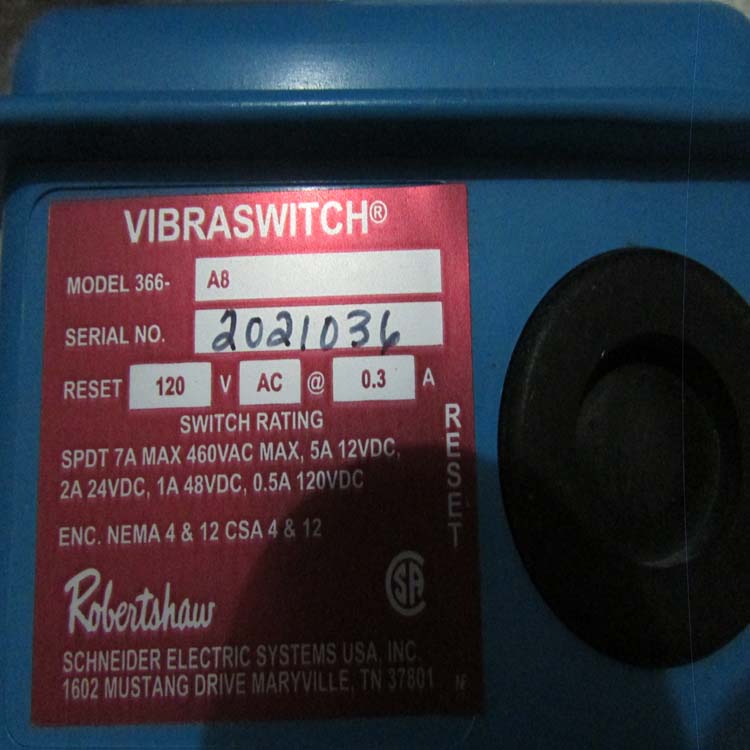 VIBRASWITCH®
MODEL 366- A8
SERIAL NO. 2021036
RESET 120 V AC @ 0.3 A
SWITCH RATING
SPDT 7A MAX 460VAC MAX, 5A 12VDC,
2A 24VDC, 1A 48VDC, 0.5A 120VDC
ENC. NEMA 4 & 12 CSA 4 & 12
RESET
Robertshaw
SA
SCHNEIDER ELECTRIC SYSTEMS USA, INC.
1602 MUSTANG DRIVE MARYVILLE, TN 37801